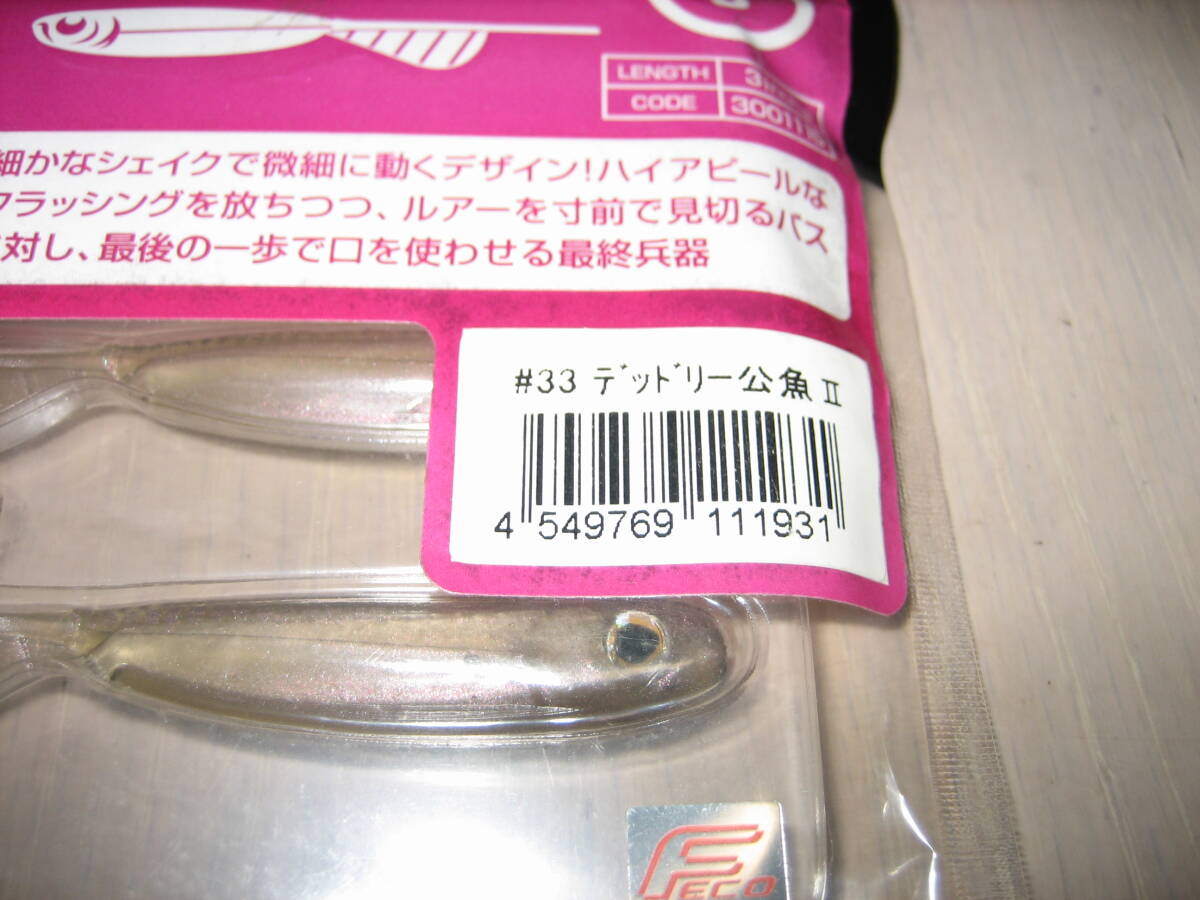 LENGTH
CODE
細かなシェイクで微細に動くデザイン!ハイアピールな
フラッシングを放ちつつ、ルアーを寸前で見切るバス
対し、最後の一歩で口を使わせる最終兵器
#33 ﾃﾞｯﾄﾞﾘｰ公魚Ⅱ
4 549769 111931
FECO